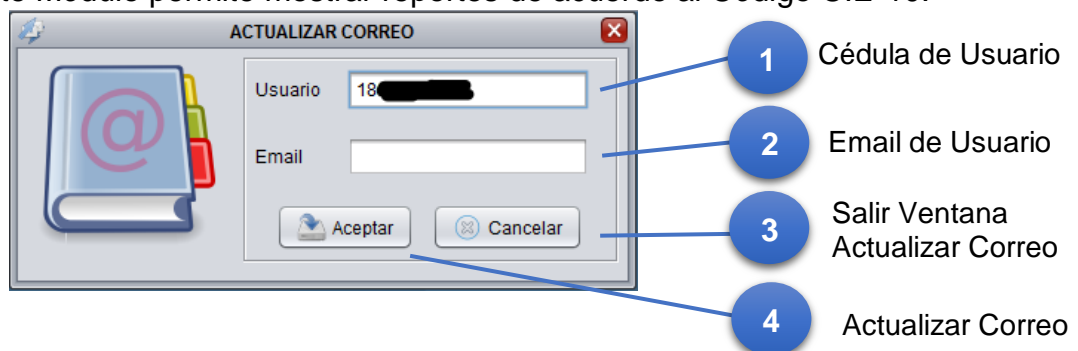 ACTUALIZAR CORREO
Usuario 18
Email
Aceptar Cancelar
@
1 Cédula de Usuario
2 Email de Usuario
3 Salir Ventana
Actualizar Correo
4 Actualizar Correo